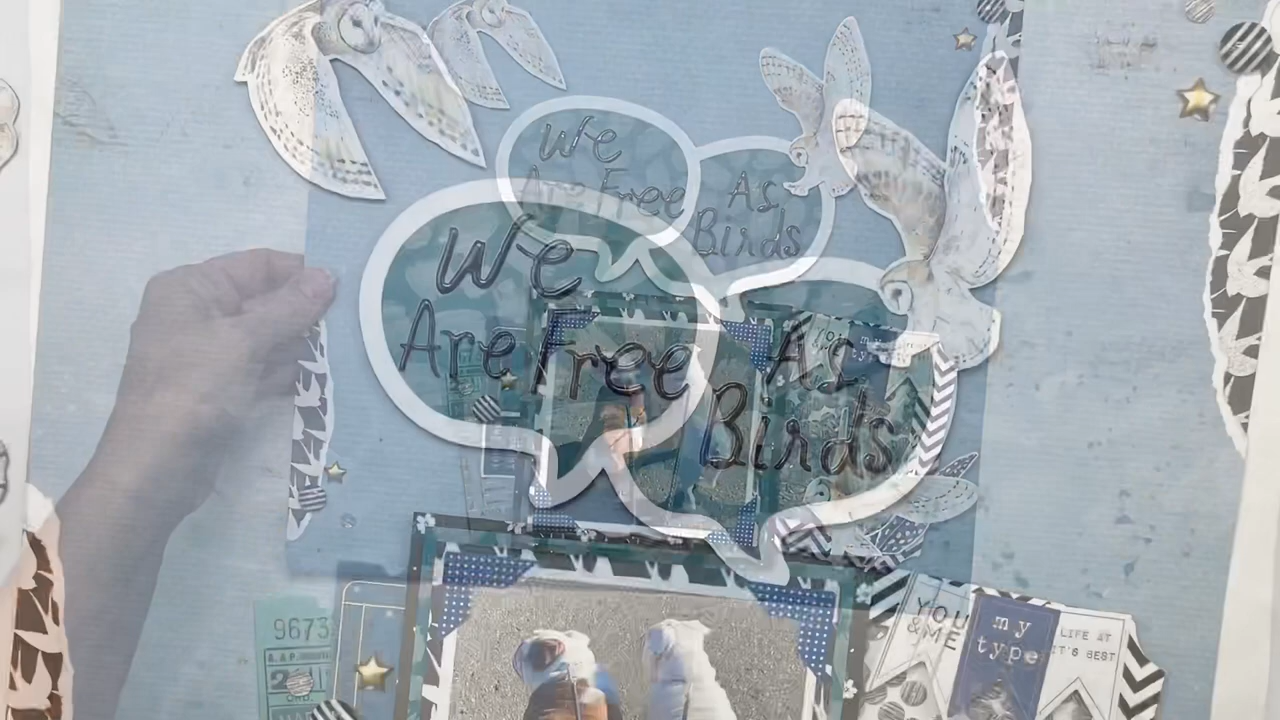 We
Are Free
As
Birds
We
Are Free
As
Birds
9673
YOU
& ME
my
type
LIFE AT
IT'S BEST